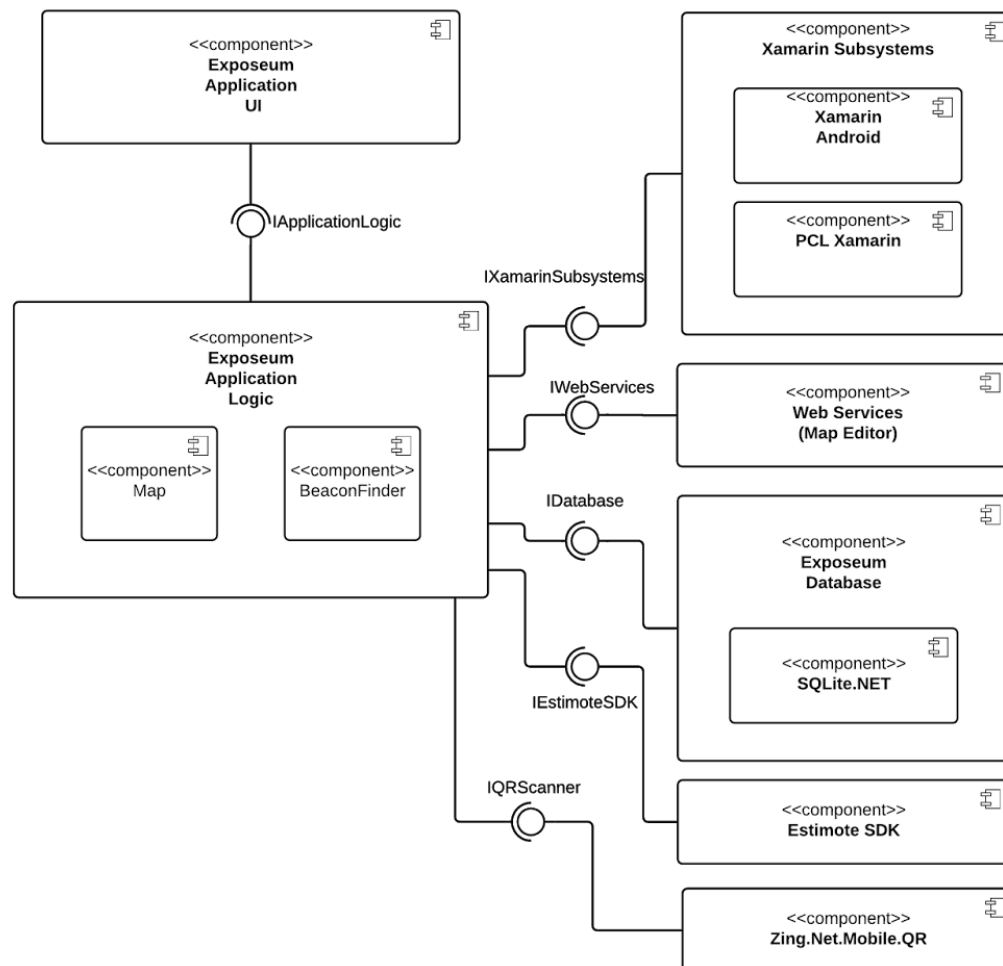 <<component>>
Exposeum
Application
UI
<<component>>
Xamarin Subsystems
<<component>>
Xamarin
Android
<<component>>
PCL Xamarin
IApplicationLogic
IXamarinSubsystems
<<component>>
Exposeum
Application
Logic
<<component>>
Map
<<component>>
BeaconFinder
IWebServices
<<component>>
Web Services
(Map Editor)
IDatabase
<<component>>
Exposeum
Database
<<component>>
SQLite.NET
IEstimoteSDK
IQRScanner
<<component>>
Estimote SDK
<<component>>
Zing.Net.Mobile.QR